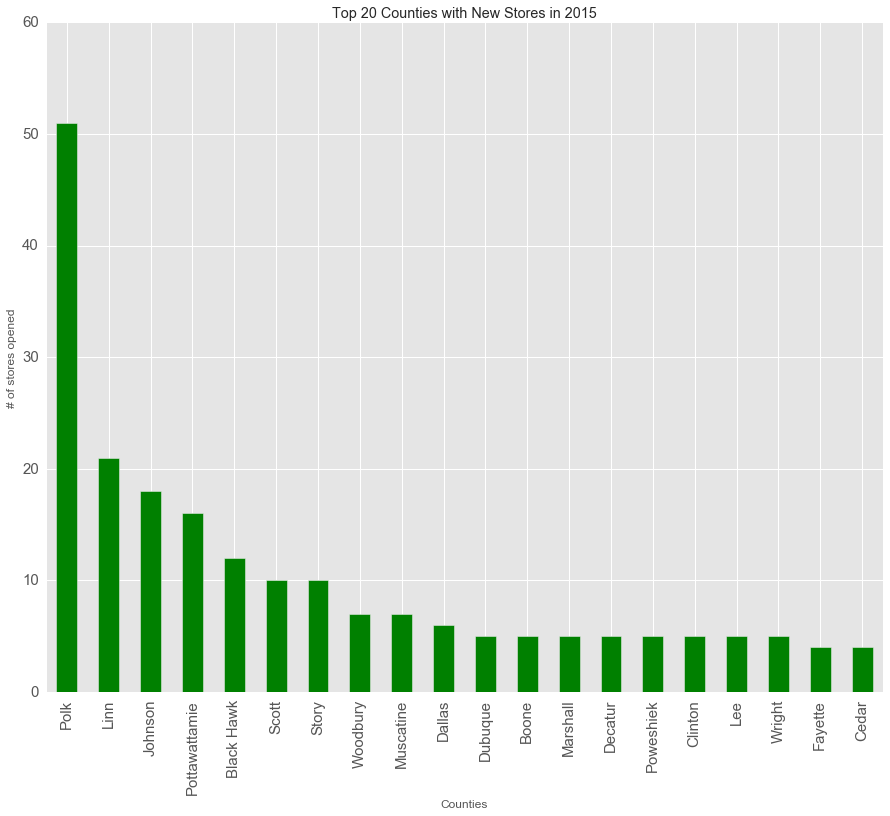 Top 20 Counties with New Stores in 2015
# of stores opened
60
50
40
30
20
10
0
Polk
Linn
Johnson
Pottawattamie
Black Hawk
Scott
Story
Woodbury
Muscatine
Dallas
Dubuque
Boone
Marshall
Decatur
Poweshiek
Clinton
Lee
Wright
Fayette
Cedar
Counties